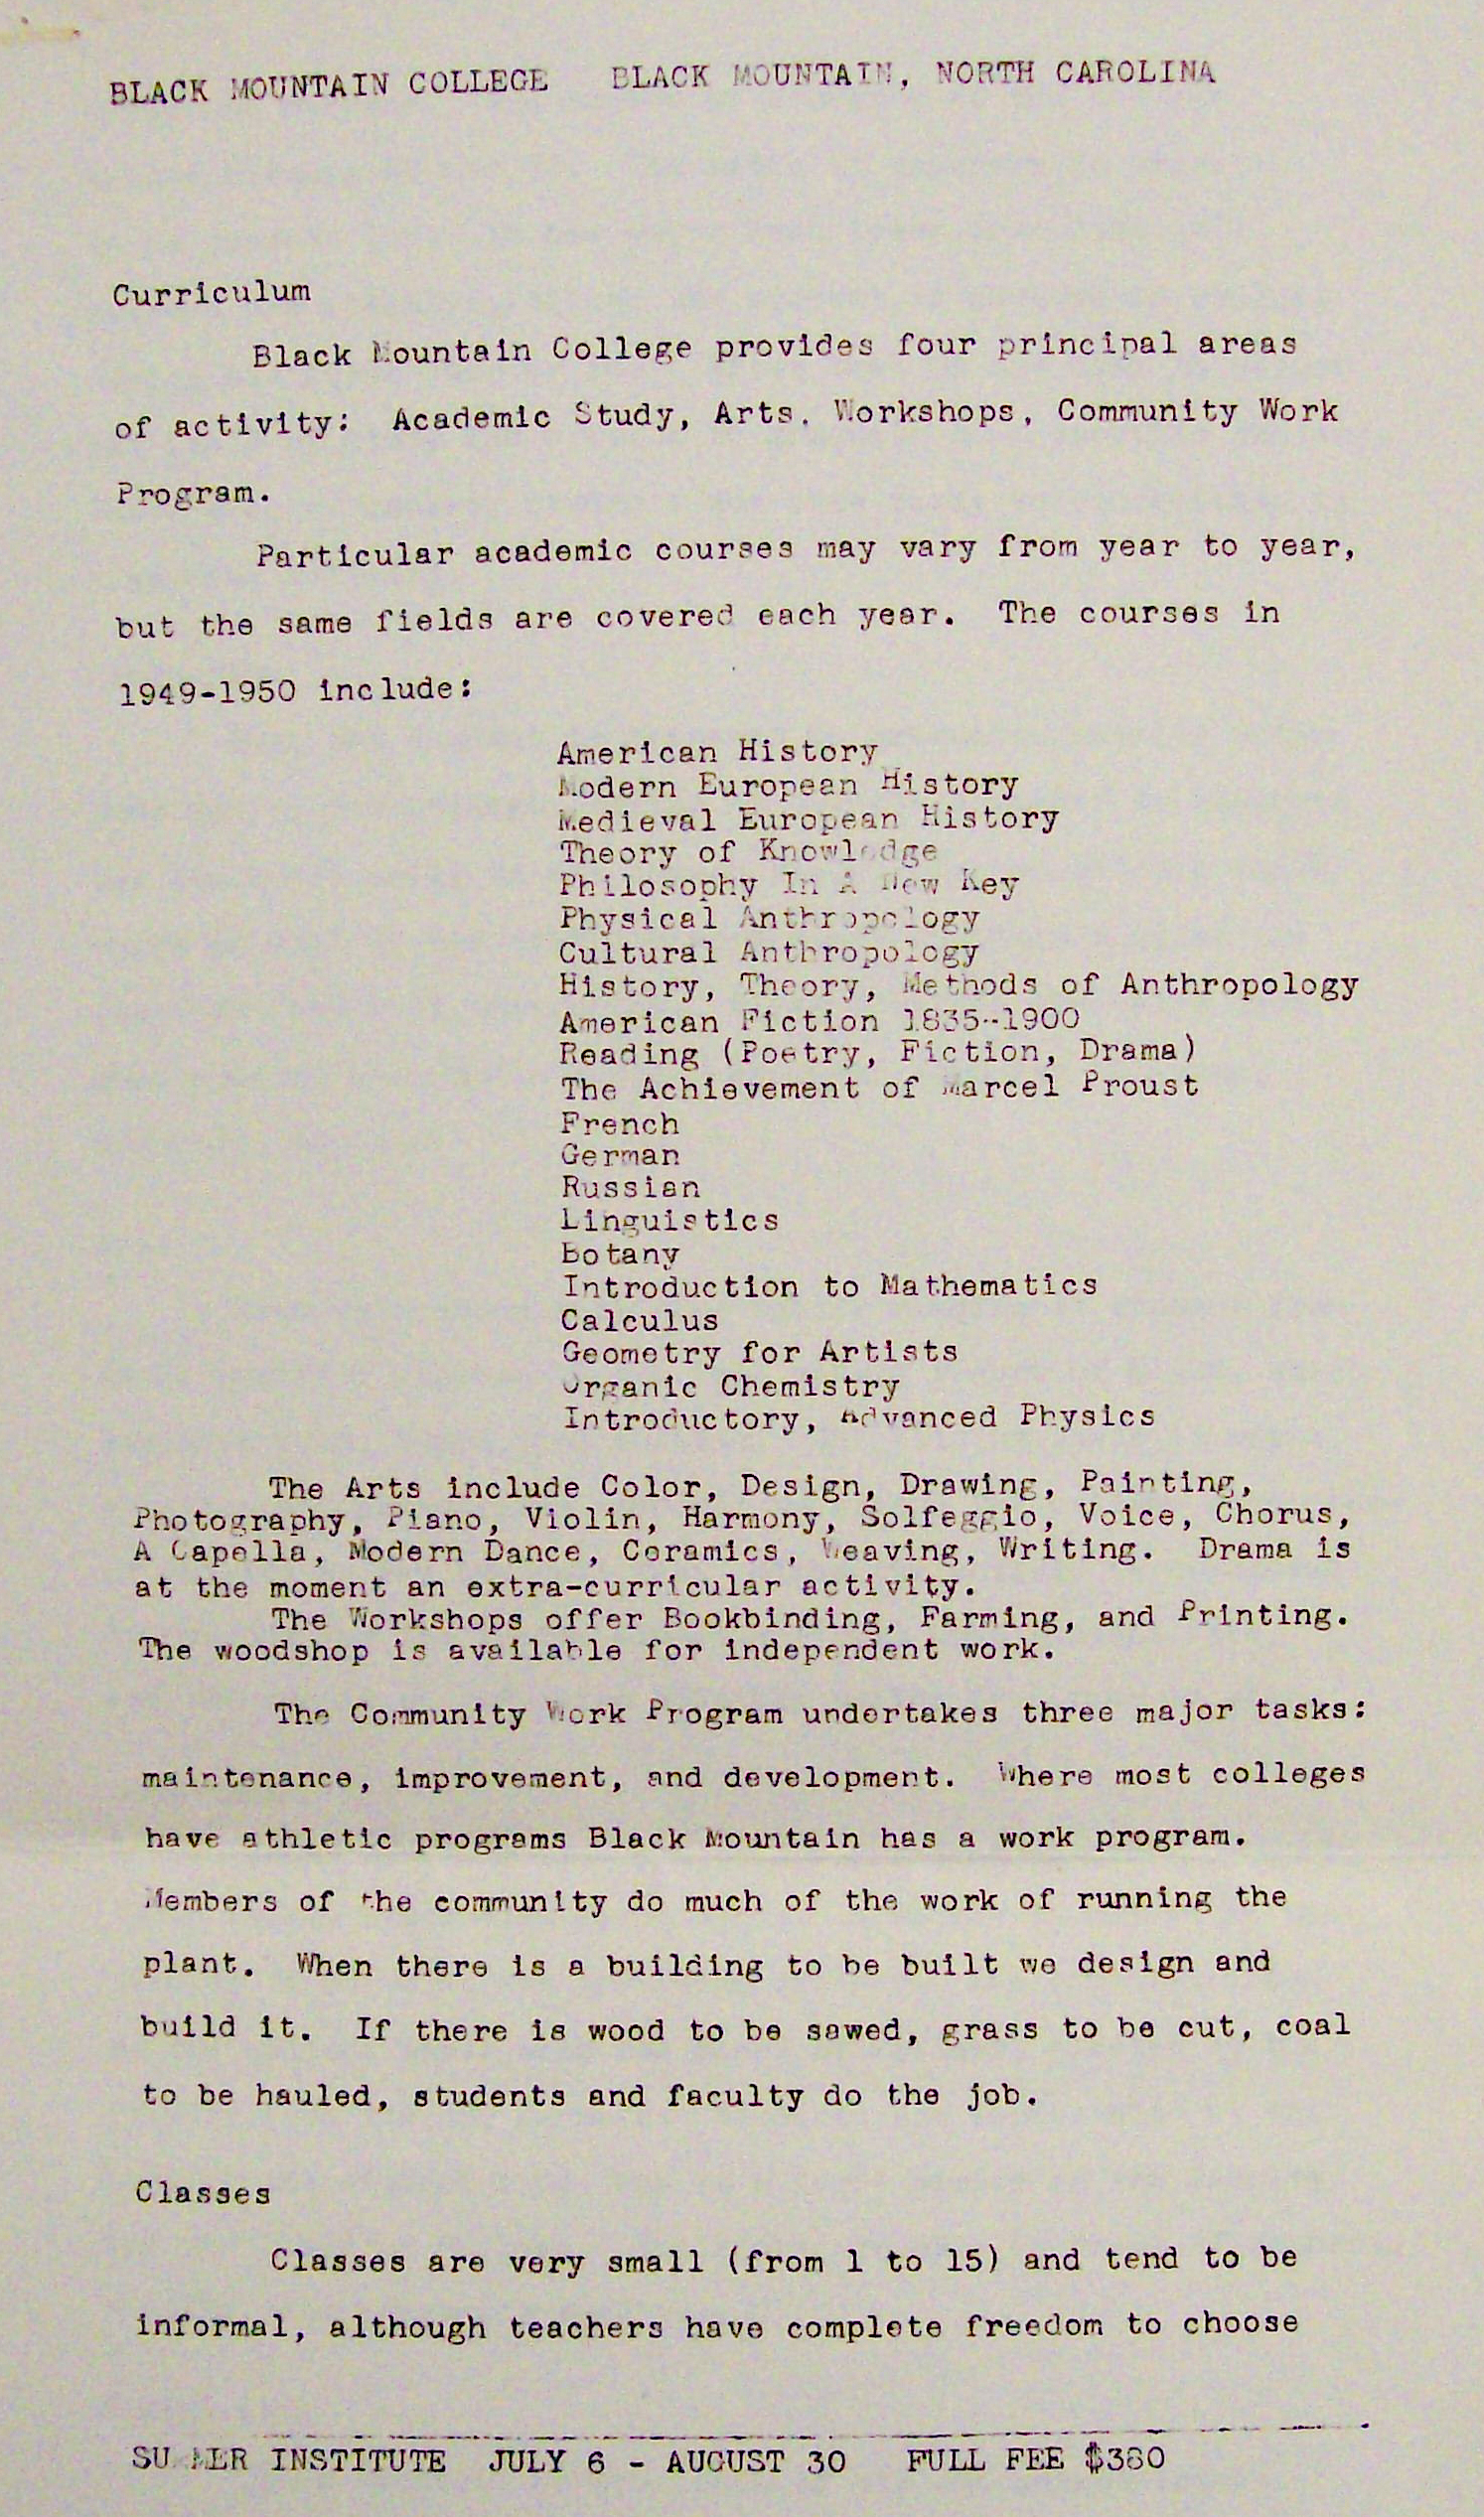 BLACK MOUNTAIN COLLEGE BLACK MOUNTAIN, NORTH CAROLINA
Curriculum
Black Mountain College provides four principal areas
of activity: Academic Study, Arts, Workshops, Community Work
Program.
Particular academic courses may vary from year to year,
but the same fields are covered each year. The courses in
1949-1950 include:
American History
Modern European History
Medieval European History
Theory of Knowledge
Philosophy In A New Key
Physical Anthropology
Cultural Anthropology
History, Theory, Methods of Anthropology
American Fiction 1835--1900
Reading (Poetry, Fiction, Drama)
The Achievement of Marcel Proust
French
German
Russian
Linguistics
Botany
Introduction to Mathematics
Calculus
Geometry for Artists
Organic Chemistry
Introductory, Advanced Physics
The Arts include Color, Design, Drawing, Painting,
Photography, Piano, Violin, Harmony, Solfeggio, Voice, Chorus,
A Capella, Modern Dance, Ceramics, Weaving, Writing. Drama is
at the moment an extra-curricular activity.
The Workshops offer Bookbinding, Farming, and Printing.
The woodshop is available for independent work.
The Community Work Program undertakes three major tasks:
maintenance, improvement, and development. Where most colleges
have athletic programs Black Mountain has a work program.
Members of the community do much of the work of running the
plant. When there is a building to be built we design and
build it. If there is wood to be sawed, grass to be cut, coal
to be hauled, students and faculty do the job.
Classes
Classes are very small (from 1 to 15) and tend to be
informal, although teachers have complete freedom to choose
SUMMER INSTITUTE JULY 6 - AUGUST 30 FULL FEE